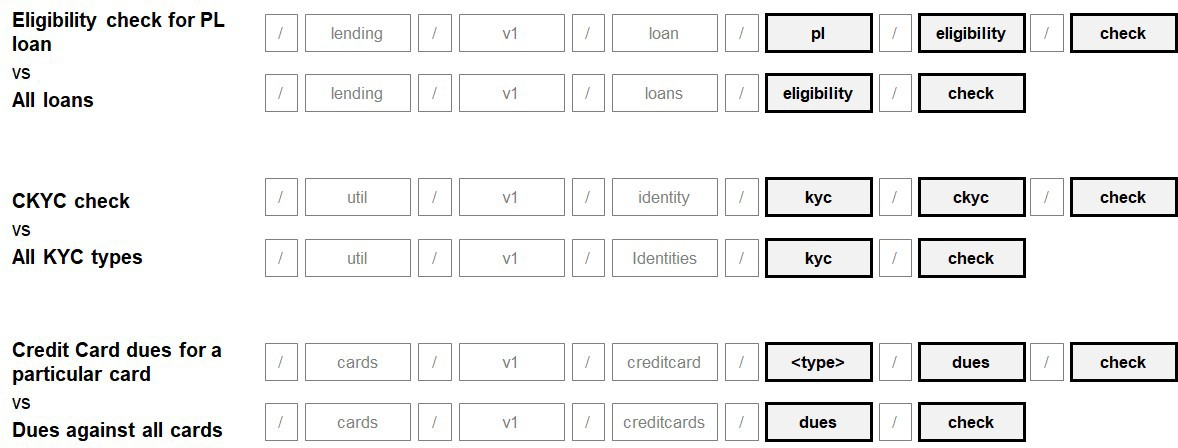 Eligibility check for PL
loan
/ lending / v1 / loan / pl / eligibility / check
vs
All loans
/ lending / v1 / loans / eligibility / check
CKYC check
/ util / v1 / identity / kyc / ckyc / check
vs
All KYC types
/ util / v1 / Identities / kyc / check
Credit Card dues for a
particular card
/ cards / v1 / creditcard / <type> / dues / check
vs
Dues against all cards
/ cards / v1 / creditcards / dues / check